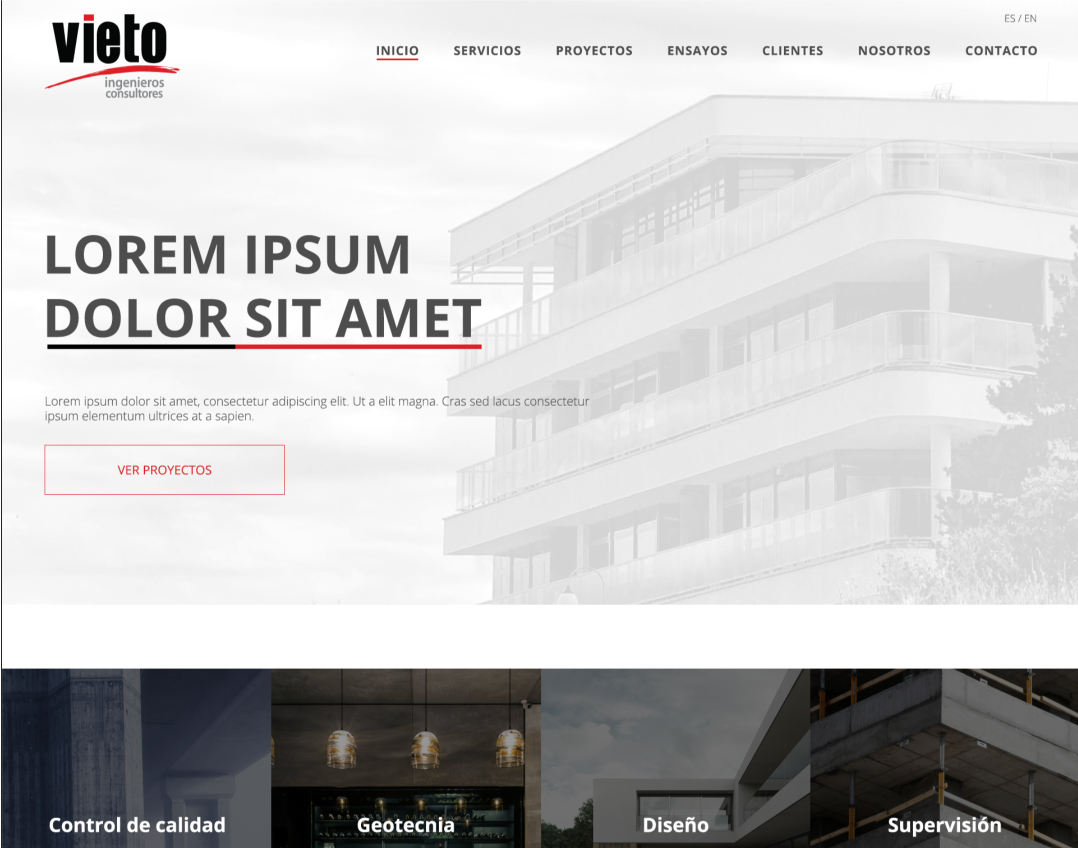 vieto
ingenieros
consultores
ES / EN
INICIO SERVICIOS PROYECTOS ENSAYOS CLIENTES NOSOTROS CONTACTO
LOREM IPSUM
DOLOR SIT AMET
Lorem ipsum dolor sit amet, consectetur adipiscing elit. Ut a elit magna. Cras sed lacus consectetur
ipsum elementum ultrices at a sapien.
VER PROYECTOS
Control de calidad Geotecnia Diseño Supervisión